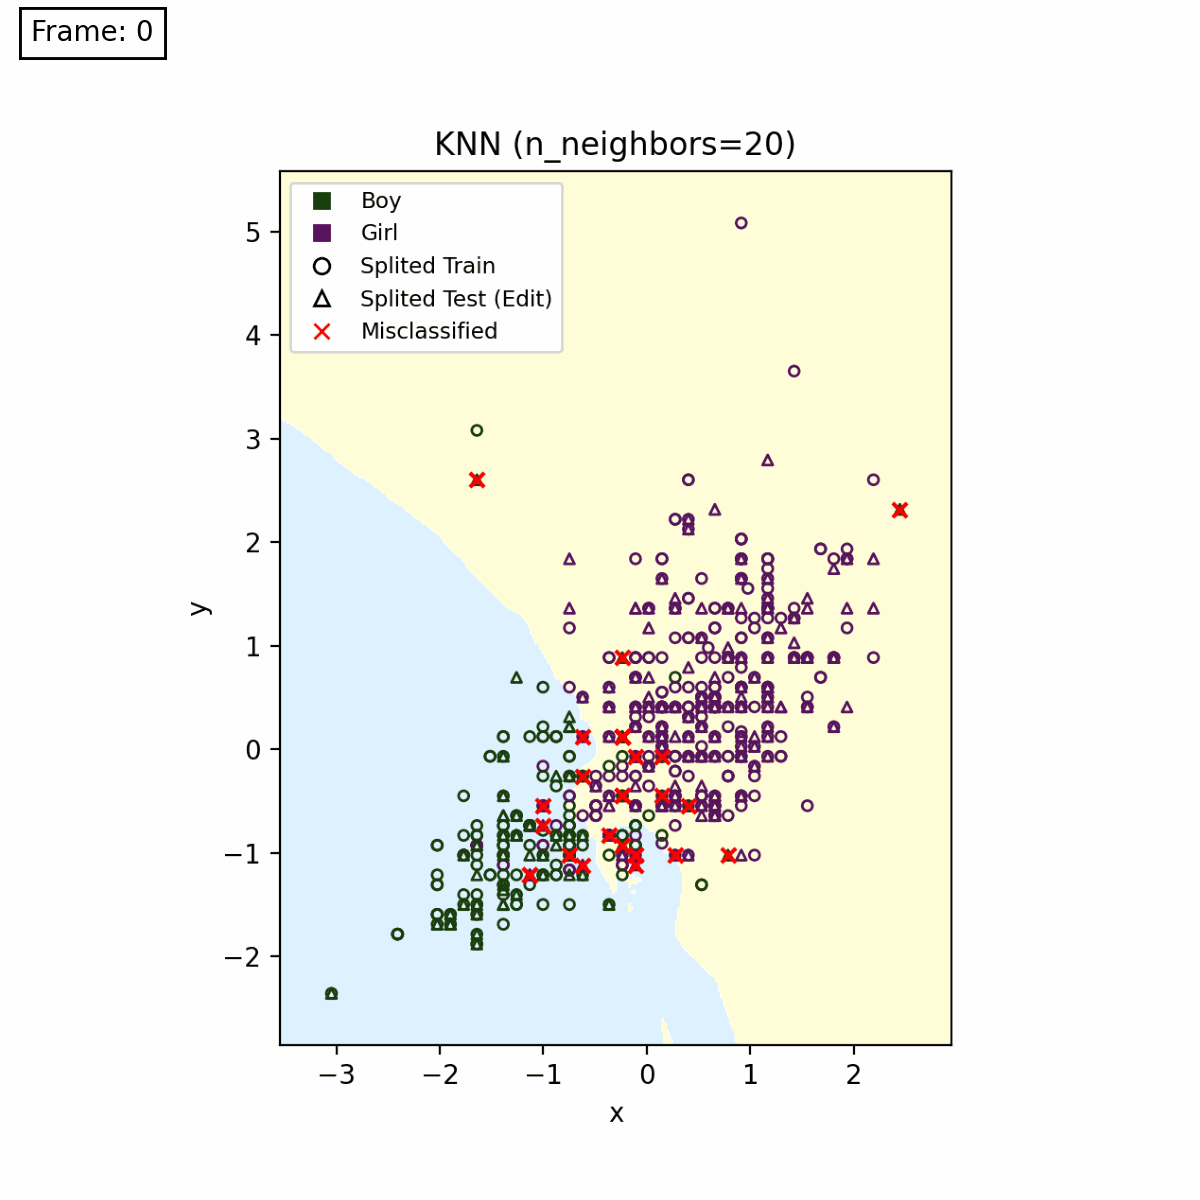 Frame: 0
KNN (n_neighbors=20)
Boy
Girl
Splited Train
Splited Test (Edit)
Misclassified
5
4
3
2
1
0
−1
−2
y
−3
−2
−1
0
1
2
x